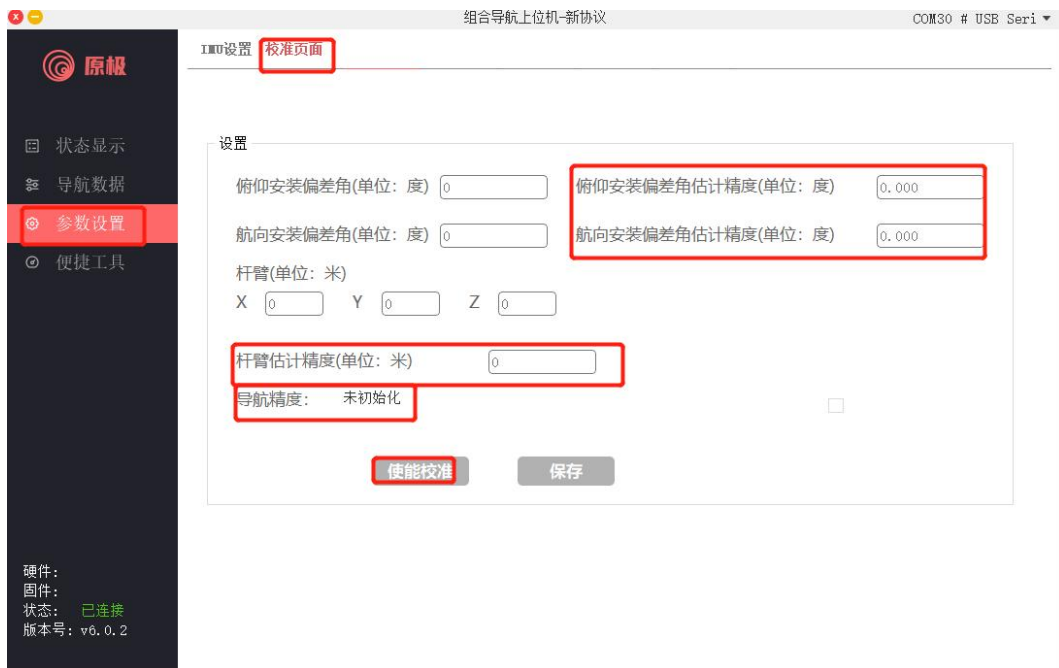 组合导航上位机-新协议
COM30 # USB Seri
原极
IMU设置 校准页面
状态显示
导航数据
参数设置
便捷工具
设置
俯仰安装偏差角(单位：度) 0 俯仰安装偏差角估计精度(单位：度) 0.000
航向安装偏差角(单位：度) 0 航向安装偏差角估计精度(单位：度) 0.000
杆臂(单位：米)
X 0 Y 0 Z 0
杆臂估计精度(单位：米) 0
导航精度： 未初始化
使能校准 保存
硬件:
固件:
状态: 已连接
版本号: v6.0.2